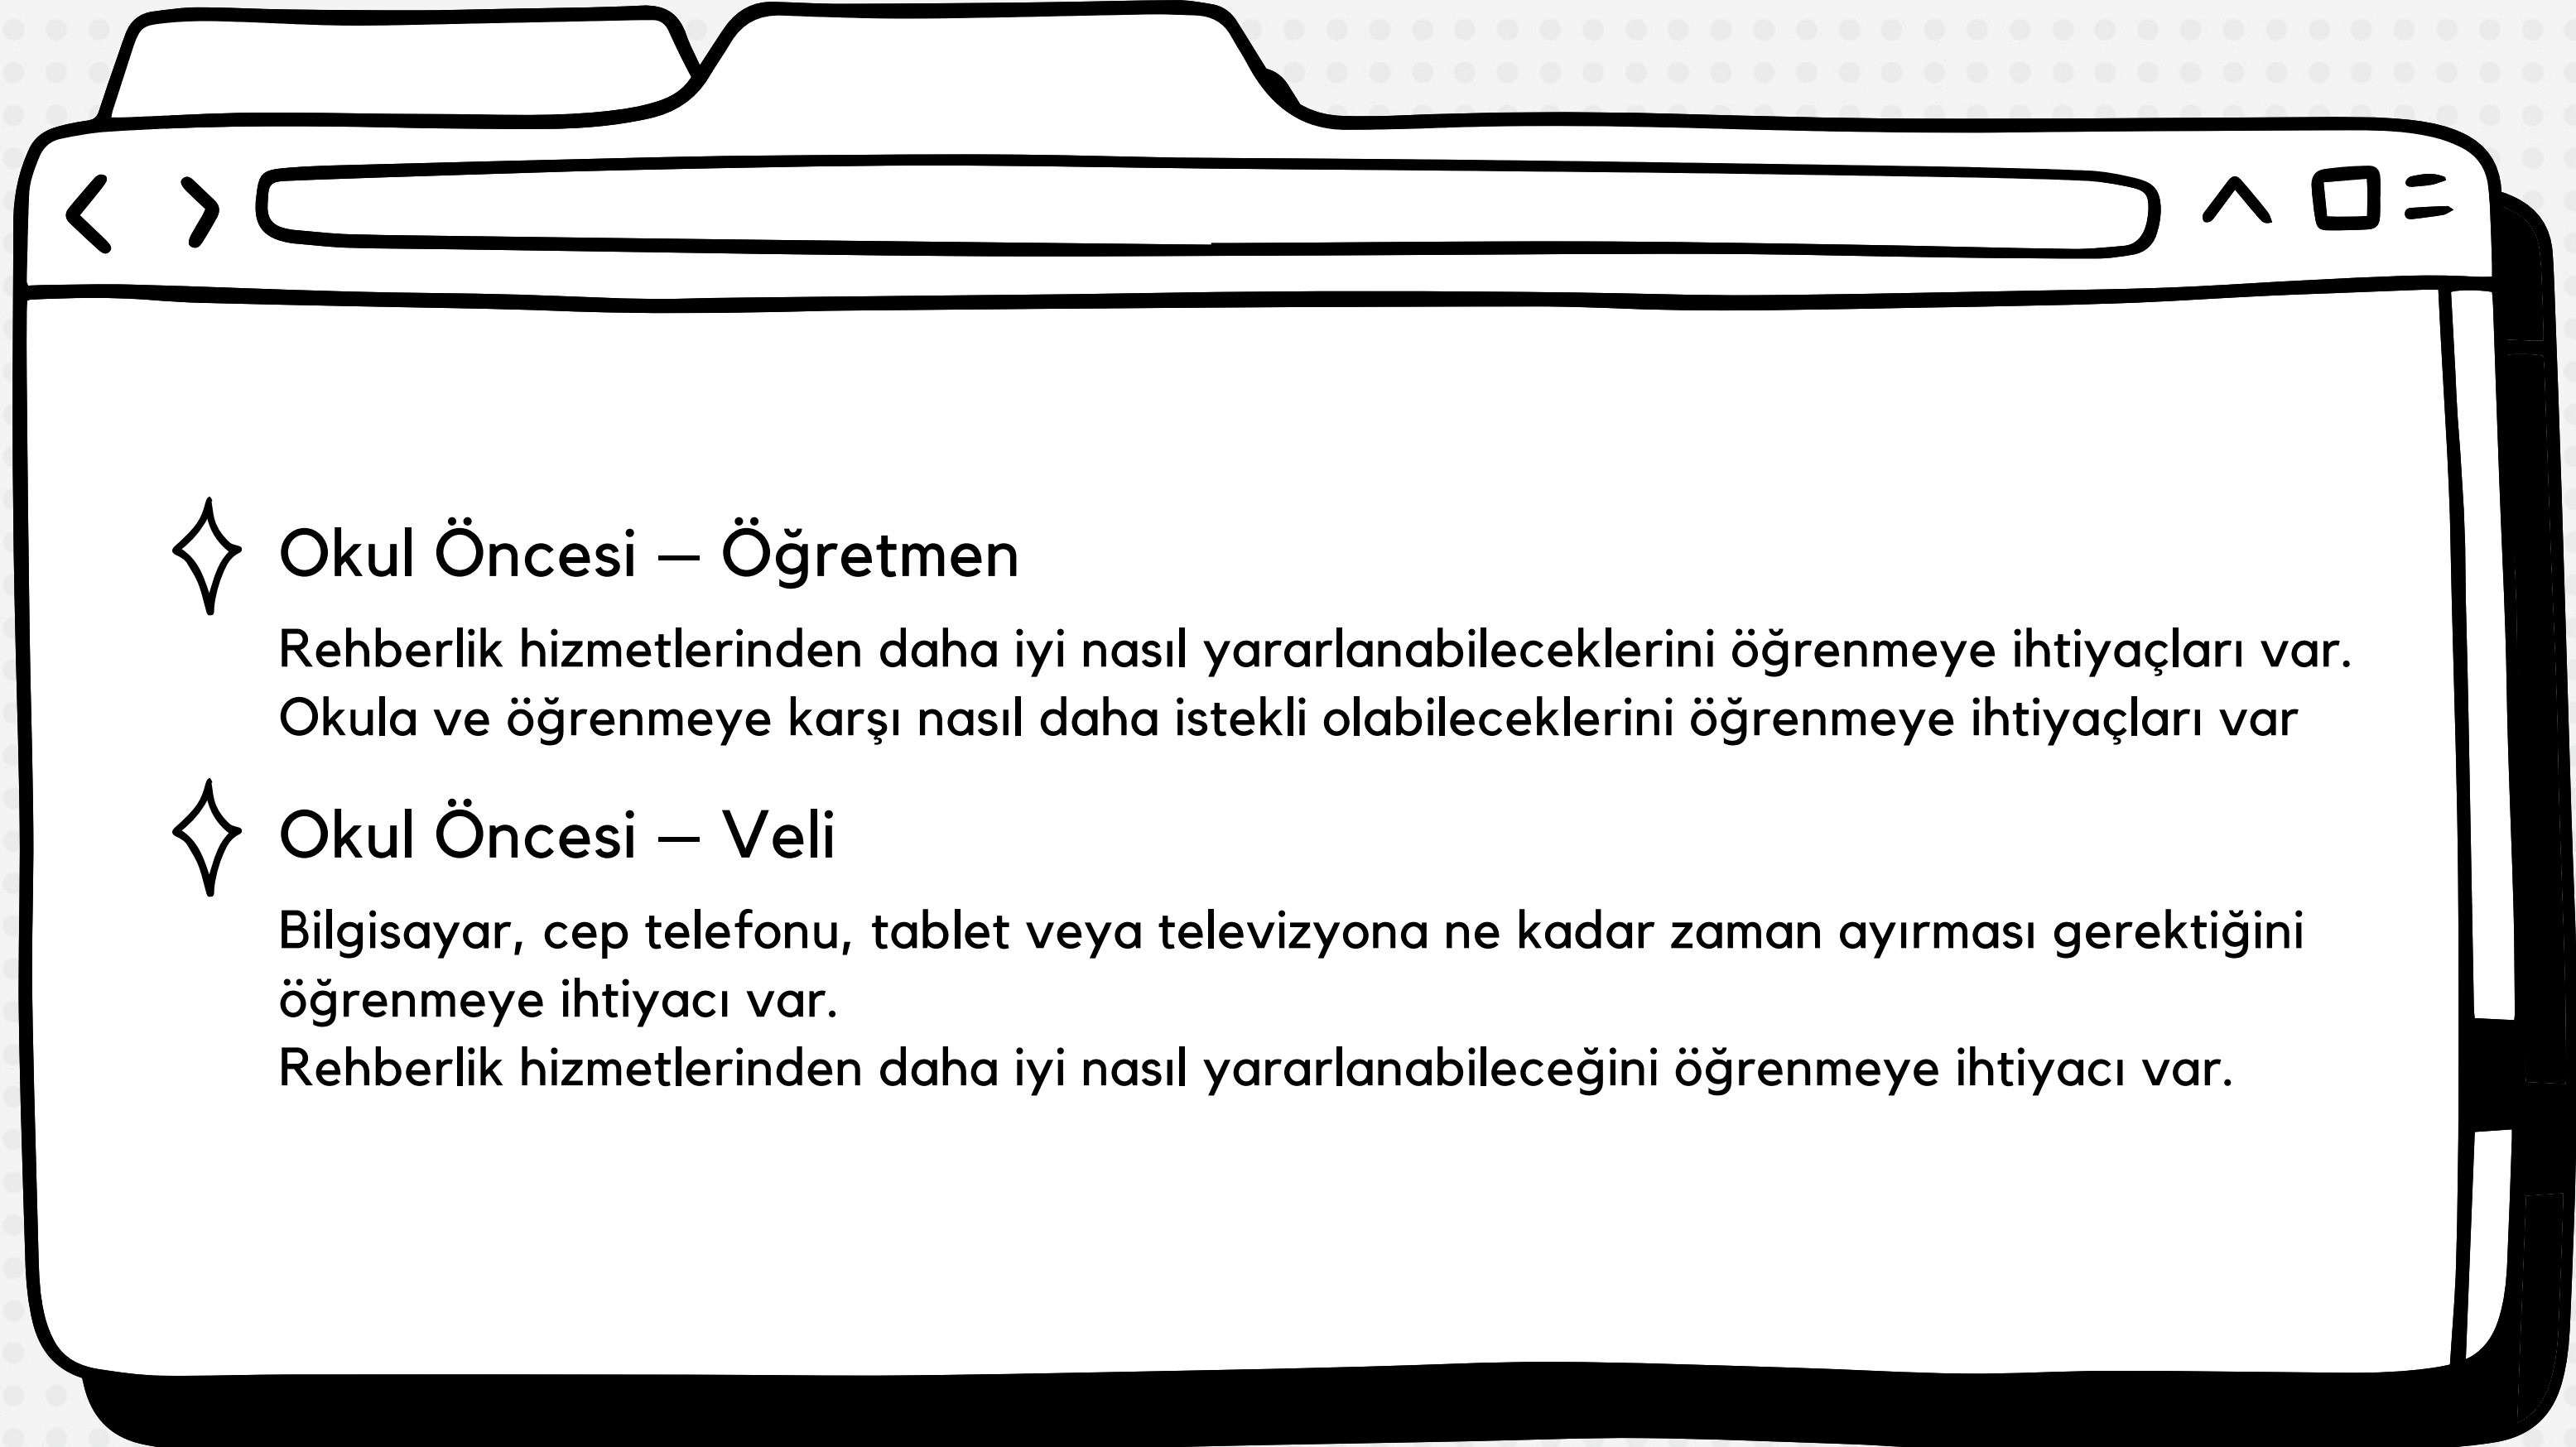 Okul Öncesi – Öğretmen
Rehberlik hizmetlerinden daha iyi nasıl yararlanabileceklerini öğrenmeye ihtiyaçları var.
Okula ve öğrenmeye karşı nasıl daha istekli olabileceklerini öğrenmeye ihtiyaçları var
Okul Öncesi – Veli
Bilgisayar, cep telefonu, tablet veya televizyona ne kadar zaman ayırması gerektiğini
öğrenmeye ihtiyacı var.
Rehberlik hizmetlerinden daha iyi nasıl yararlanabileceğini öğrenmeye ihtiyacı var.